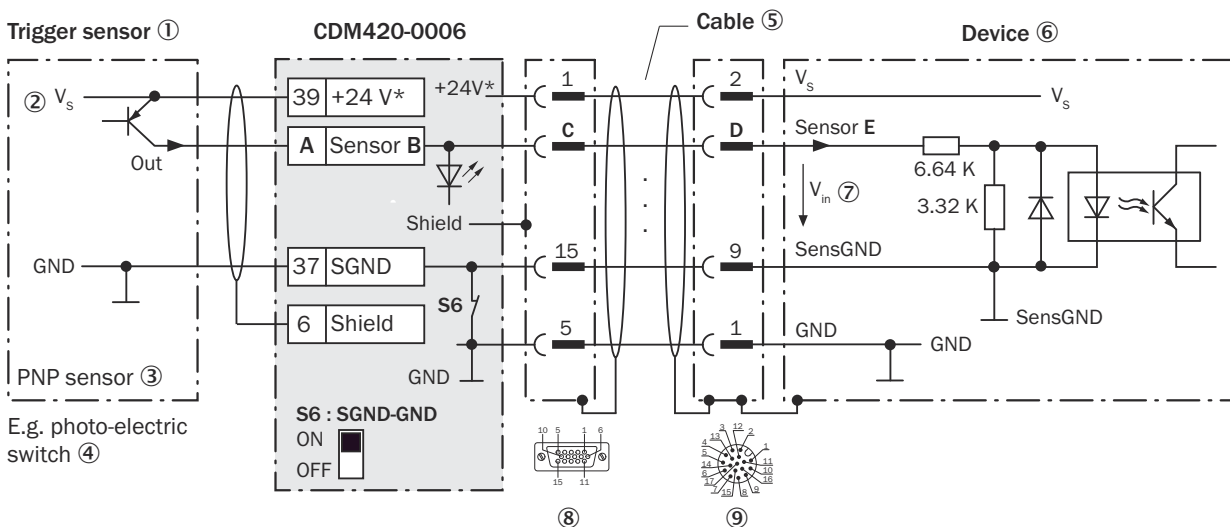 Trigger sensor ①
CDM420-0006
Cable ⑤
Device ⑥
② Vs
39 +24 V*
+24V*
1
2
Vs
Vs
Out
A Sensor B
C
D
Sensor E
6.64 K
3.32 K
Vin ⑦
Shield
GND
37 SGND
15
9
SensGND
S6
6 Shield
SensGND
5
1
GND
GND
GND
PNP sensor ③
E.g. photo-electric
switch ④
S6 : SGND-GND
ON
OFF
10 5 1 6
15 11
3 12 2
13
4 1
5 11
14 10
6 16
17
7 15 8 9
⑧
⑨